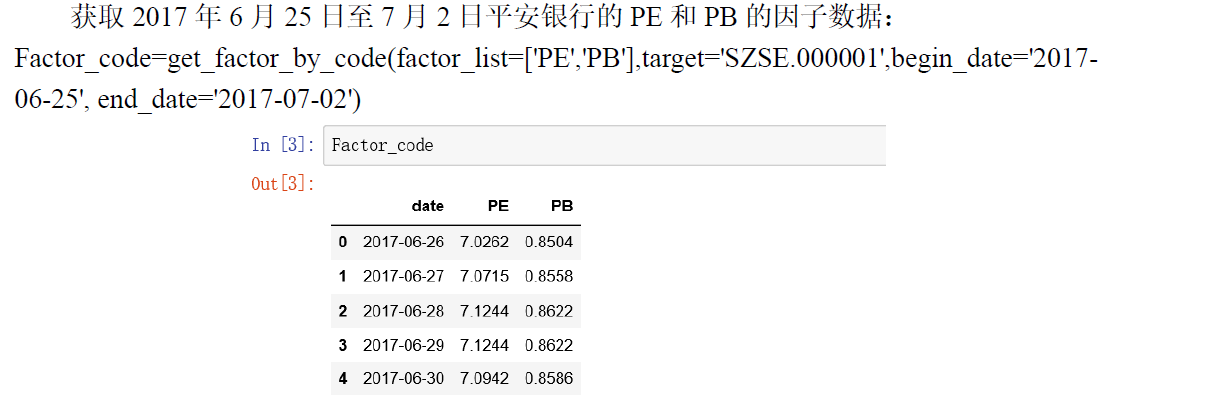 获取 2017 年 6 月 25 日至 7 月 2 日平安银行的 PE 和 PB 的因子数据：
Factor_code=get_factor_by_code(factor_list=['PE','PB'],target='SZSE.000001',begin_date='2017-
06-25', end_date='2017-07-02')
In [3]: Factor_code
Out[3]:
date PE PB
0 2017-06-26 7.0262 0.8504
1 2017-06-27 7.0715 0.8558
2 2017-06-28 7.1244 0.8622
3 2017-06-29 7.1244 0.8622
4 2017-06-30 7.0942 0.8586